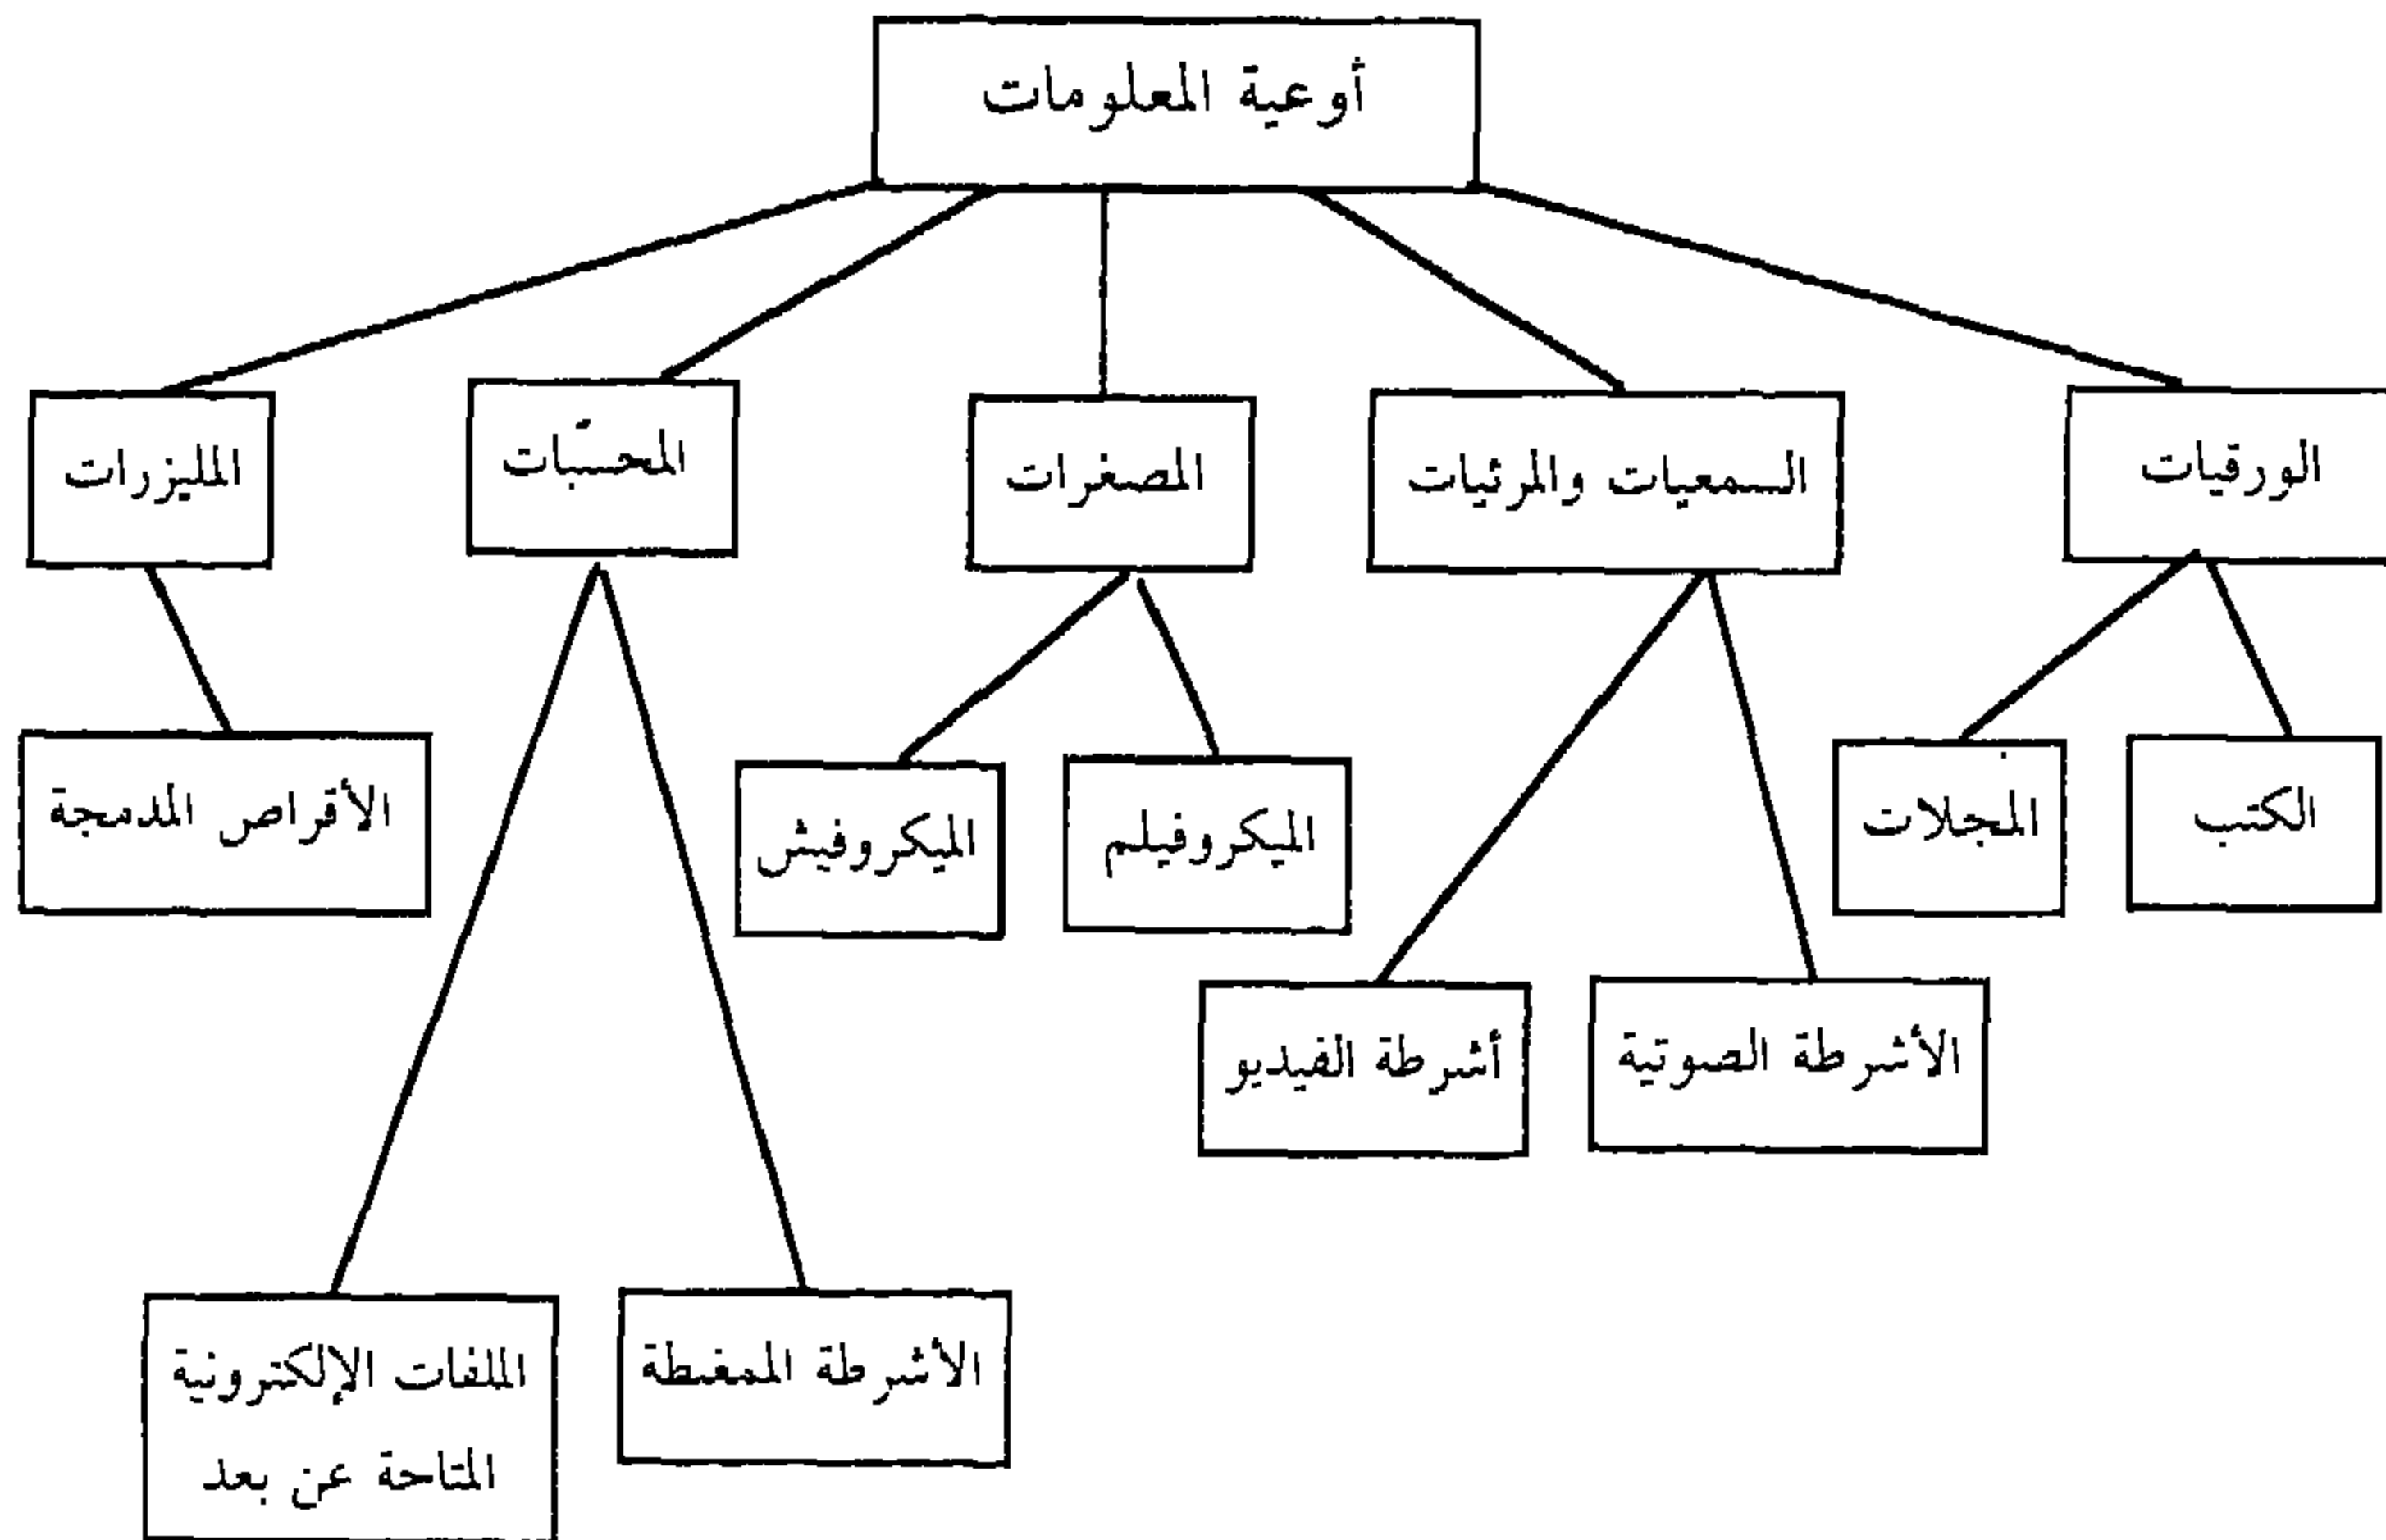 أوعية المعلومات
الورقيات
السمعيات والمرئيات
المصغرات
المحسّبات
المليزرات
الكتب
المجلات
الميكروفيلم
الميكروفيش
الأقراص المدمجة
الأشرطة الصوتية
أشرطة الفيديو
الأشرطة الممغنطة
الملفات الإلكترونية
المتاحة عن بعد